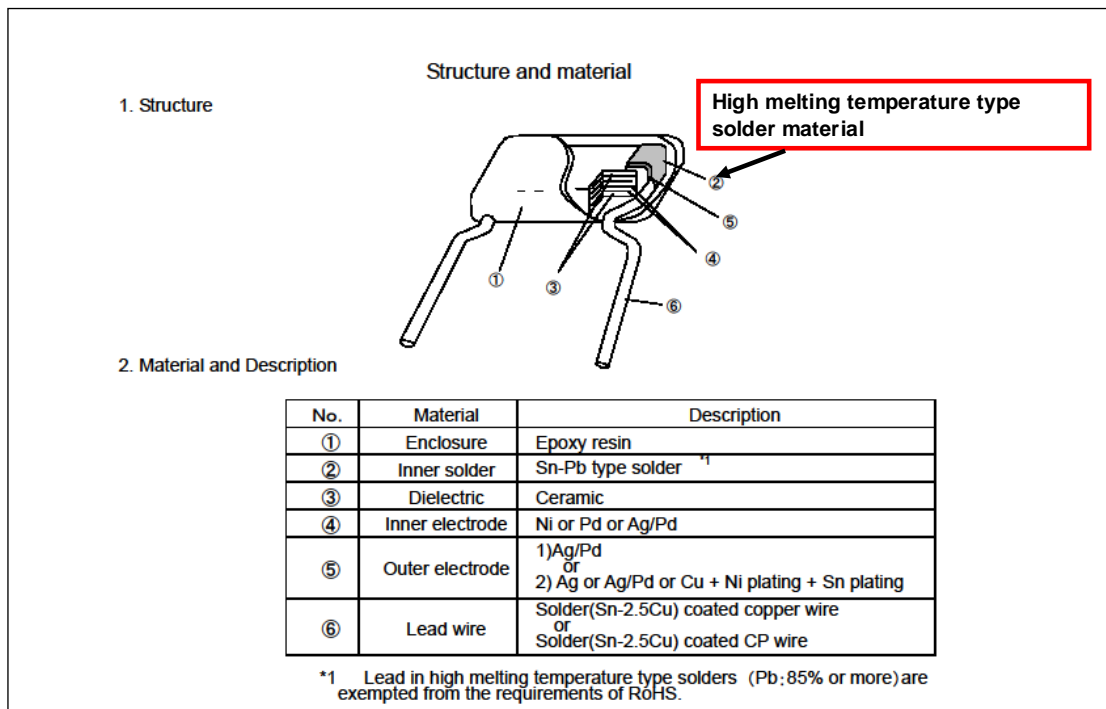 Structure and material
1. Structure
High melting temperature type
solder material
②
⑤
④
①
③
⑥
2. Material and Description
No. Material Description
① Enclosure Epoxy resin
② Inner solder Sn-Pb type solder *1
③ Dielectric Ceramic
④ Inner electrode Ni or Pd or Ag/Pd
⑤ Outer electrode 1)Ag/Pd
or
2) Ag or Ag/Pd or Cu + Ni plating + Sn plating
⑥ Lead wire Solder(Sn-2.5Cu) coated copper wire
or
Solder(Sn-2.5Cu) coated CP wire
*1 Lead in high melting temperature type solders (Pb:85% or more) are
exempted from the requirements of RoHS.